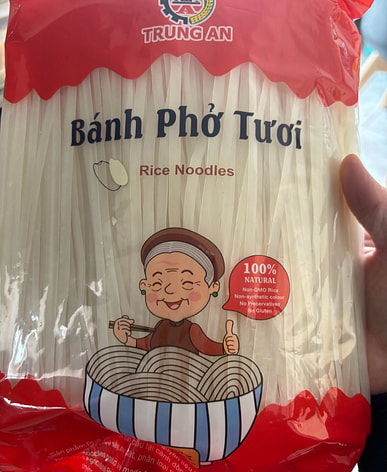 TRUNG AN
Bánh Phở Tươi
Rice Noodles
100%
NATURAL
Non-GMO Rice
Non-synthetic colour
No Preservatives
No Gluten